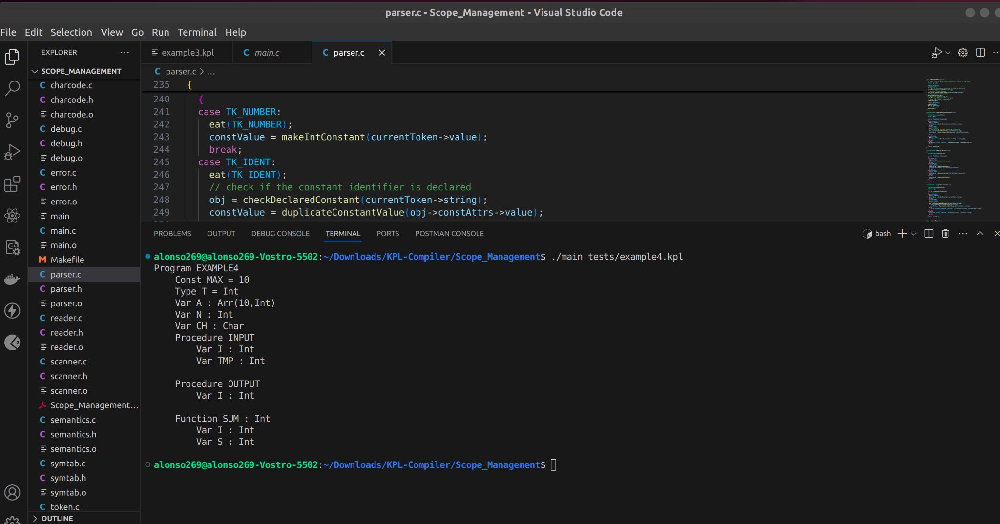 parser.c - Scope_Management - Visual Studio Code
File Edit Selection View Go Run Terminal Help
EXPLORER
SCOPE_MANAGEMENT
charcode.c
charcode.h
charcode.o
debug.c
debug.h
debug.o
error.c
error.h
error.o
main
main.c
main.o
Makefile
parser.c
parser.h
parser.o
reader.c
reader.h
reader.o
scanner.c
scanner.h
scanner.o
Scope_Management...
semantics.c
semantics.h
semantics.o
symtab.c
symtab.h
symtab.o
token.c
OUTLINE
example3.kpl main.c parser.c
parser.c > ...
235 {
240 {
241 case TK_NUMBER:
242 eat(TK_NUMBER);
243 constValue = makeIntConstant(currentToken->value);
244 break;
245 case TK_IDENT:
246 eat(TK_IDENT);
247 // check if the constant identifier is declared
248 obj = checkDeclaredConstant(currentToken->string);
249 constValue = duplicateConstantValue(obj->constAttrs->value);
PROBLEMS OUTPUT DEBUG CONSOLE TERMINAL PORTS POSTMAN CONSOLE bash
alonso269@alonso269-Vostro-5502:~/Downloads/KPL-Compiler/Scope_Management$ ./main tests/example4.kpl
Program EXAMPLE4
Const MAX = 10
Type T = Int
Var A : Arr(10,Int)
Var N : Int
Var CH : Char
Procedure INPUT
Var I : Int
Var TMP : Int
Procedure OUTPUT
Var I : Int
Function SUM : Int
Var I : Int
Var S : Int
alonso269@alonso269-Vostro-5502:~/Downloads/KPL-Compiler/Scope_Management$